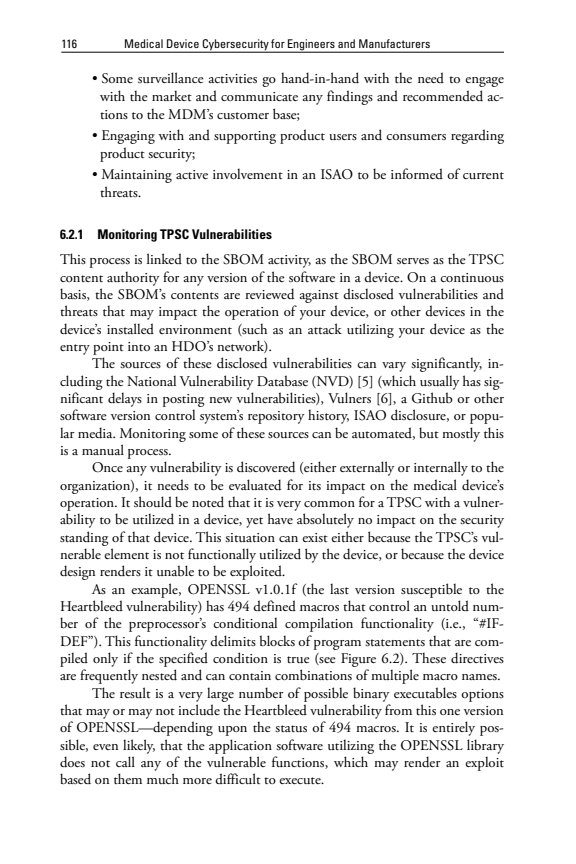 116 Medical Device Cybersecurity for Engineers and Manufacturers
• Some surveillance activities go hand-in-hand with the need to engage
with the market and communicate any findings and recommended ac-
tions to the MDM’s customer base;
• Engaging with and supporting product users and consumers regarding
product security;
• Maintaining active involvement in an ISAO to be informed of current
threats.
6.2.1 Monitoring TPSC Vulnerabilities
This process is linked to the SBOM activity, as the SBOM serves as the TPSC
content authority for any version of the software in a device. On a continuous
basis, the SBOM’s contents are reviewed against disclosed vulnerabilities and
threats that may impact the operation of your device, or other devices in the
device’s installed environment (such as an attack utilizing your device as the
entry point into an HDO’s network).
The sources of these disclosed vulnerabilities can vary significantly, in-
cluding the National Vulnerability Database (NVD) [5] (which usually has sig-
nificant delays in posting new vulnerabilities), Vulners [6], a Github or other
software version control system’s repository history, ISAO disclosure, or popu-
lar media. Monitoring some of these sources can be automated, but mostly this
is a manual process.
Once any vulnerability is discovered (either externally or internally to the
organization), it needs to be evaluated for its impact on the medical device’s
operation. It should be noted that it is very common for a TPSC with a vulner-
ability to be utilized in a device, yet have absolutely no impact on the security
standing of that device. This situation can exist either because the TPSC’s vul-
nerable element is not functionally utilized by the device, or because the device
design renders it unable to be exploited.
As an example, OPENSSL v1.0.1f (the last version susceptible to the
Heartbleed vulnerability) has 494 defined macros that control an untold num-
ber of the preprocessor’s conditional compilation functionality (i.e., “#IF-
DEF”). This functionality delimits blocks of program statements that are com-
piled only if the specified condition is true (see Figure 6.2). These directives
are frequently nested and can contain combinations of multiple macro names.
The result is a very large number of possible binary executables options
that may or may not include the Heartbleed vulnerability from this one version
of OPENSSL—depending upon the status of 494 macros. It is entirely pos-
sible, even likely, that the application software utilizing the OPENSSL library
does not call any of the vulnerable functions, which may render an exploit
based on them much more difficult to execute.